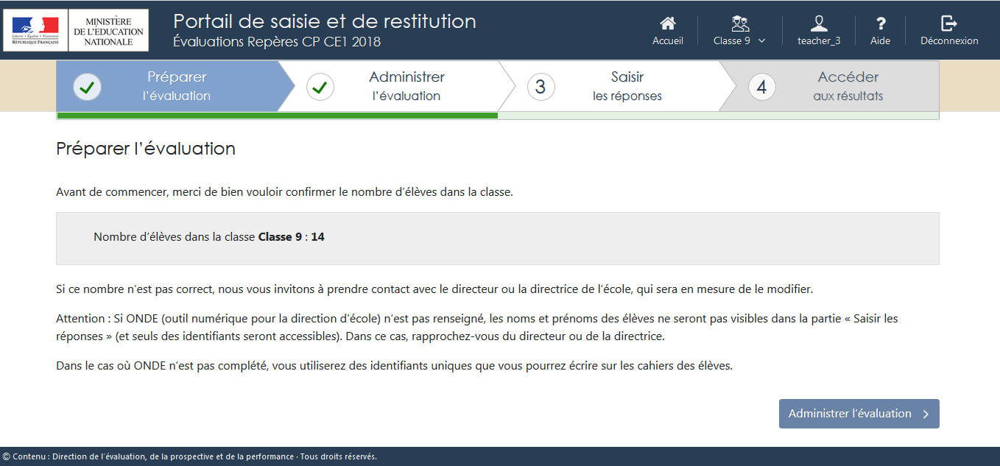 Liberté • Égalité • Fraternité
RÉPUBLIQUE FRANÇAISE
MINISTÈRE
DE L'ÉDUCATION
NATIONALE
Portail de saisie et de restitution
Évaluations Repères CP CE1 2018
Accueil
Classe 9
teacher_3
Aide
Déconnexion
Préparer
l'évaluation
Administrer
l'évaluation
3
Saisir
les réponses
4
Accéder
aux résultats
Préparer l'évaluation
Avant de commencer, merci de bien vouloir confirmer le nombre d'élèves dans la classe.
Nombre d'élèves dans la classe Classe 9 : 14
Si ce nombre n'est pas correct, nous vous invitons à prendre contact avec le directeur ou la directrice de l'école, qui sera en mesure de le modifier.
Attention : Si ONDE (outil numérique pour la direction d'école) n'est pas renseigné, les noms et prénoms des élèves ne seront pas visibles dans la partie « Saisir les
réponses » (et seuls des identifiants seront accessibles). Dans ce cas, rapprochez-vous du directeur ou de la directrice.
Dans le cas où ONDE n'est pas complété, vous utiliserez des identifiants uniques que vous pourrez écrire sur les cahiers des élèves.
Administrer l'évaluation
© Contenu : Direction de l'évaluation, de la prospective et de la performance · Tous droits réservés.